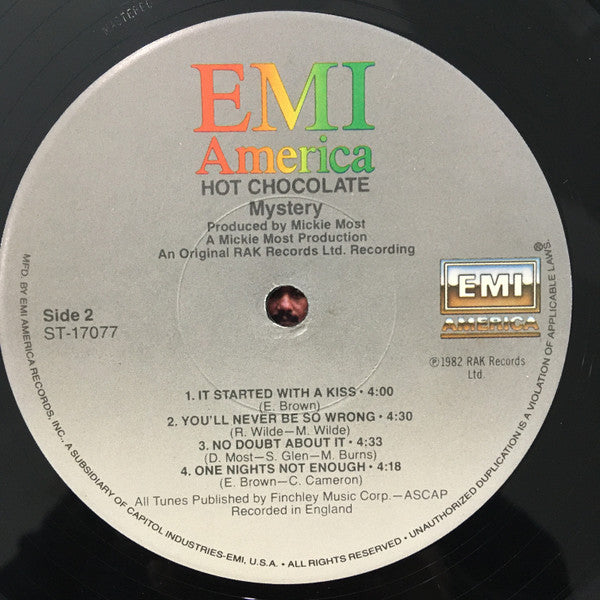 MASTERED
EMI
America
HOT CHOCOLATE
Mystery
Produced by Mickie Most
A Mickie Most Production
An Original RAK Records Ltd. Recording
Side 2
ST-17077
EMI
AMERICA
℗1982 RAK Records
Ltd.
1. IT STARTED WITH A KISS • 4:00
(E. Brown)
2. YOU'LL NEVER BE SO WRONG • 4:30
(R. Wilde—M. Wilde)
3. NO DOUBT ABOUT IT • 4:33
(D. Most—S. Glen—M. Burns)
4. ONE NIGHTS NOT ENOUGH • 4:18
(E. Brown—C. Cameron)
All Tunes Published by Finchley Music Corp.—ASCAP
Recorded in England
MFD. BY EMI AMERICA RECORDS, INC., A SUBSIDIARY OF CAPITOL INDUSTRIES-EMI, U.S.A. • ALL RIGHTS RESERVED • UNAUTHORIZED DUPLICATION IS A VIOLATION OF APPLICABLE LAWS.
®